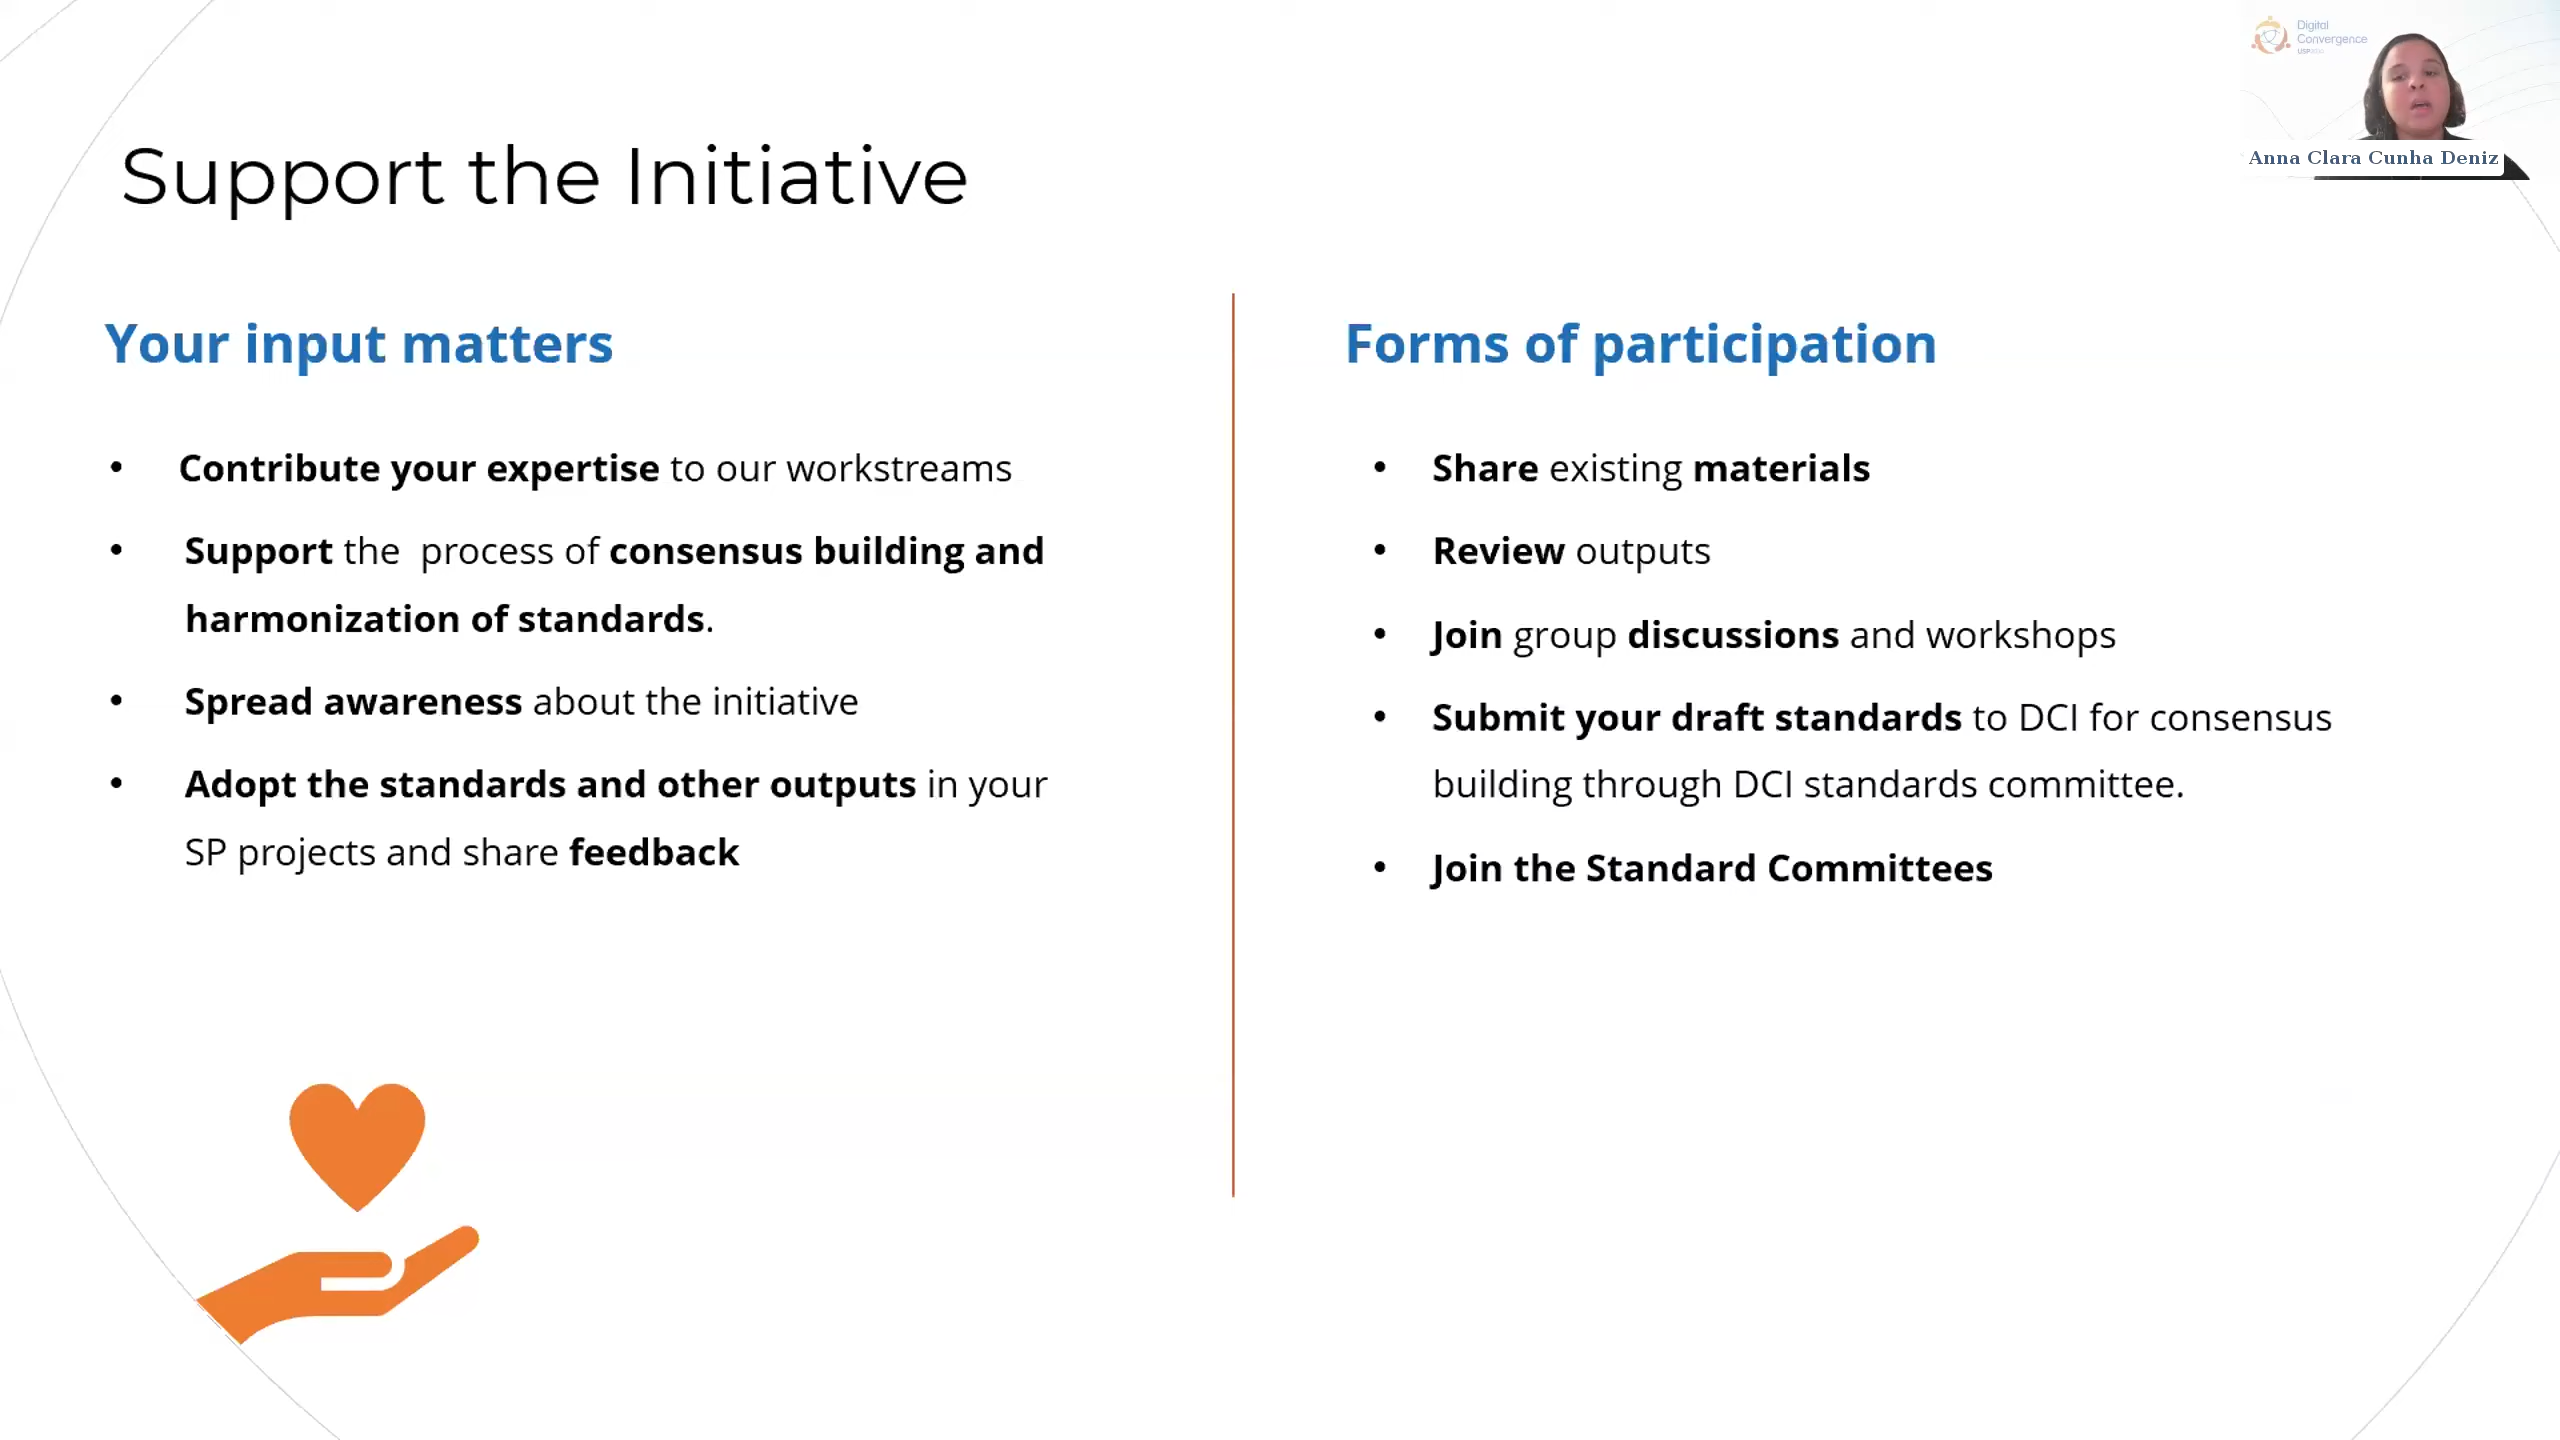 Digital
Convergence
Anna Clara Cunha Deniz
Support the Initiative
Your input matters
• Contribute your expertise to our workstreams
• Support the process of consensus building and
harmonization of standards.
• Spread awareness about the initiative
• Adopt the standards and other outputs in your
SP projects and share feedback
Forms of participation
• Share existing materials
• Review outputs
• Join group discussions and workshops
• Submit your draft standards to DCI for consensus
building through DCI standards committee.
• Join the Standard Committees